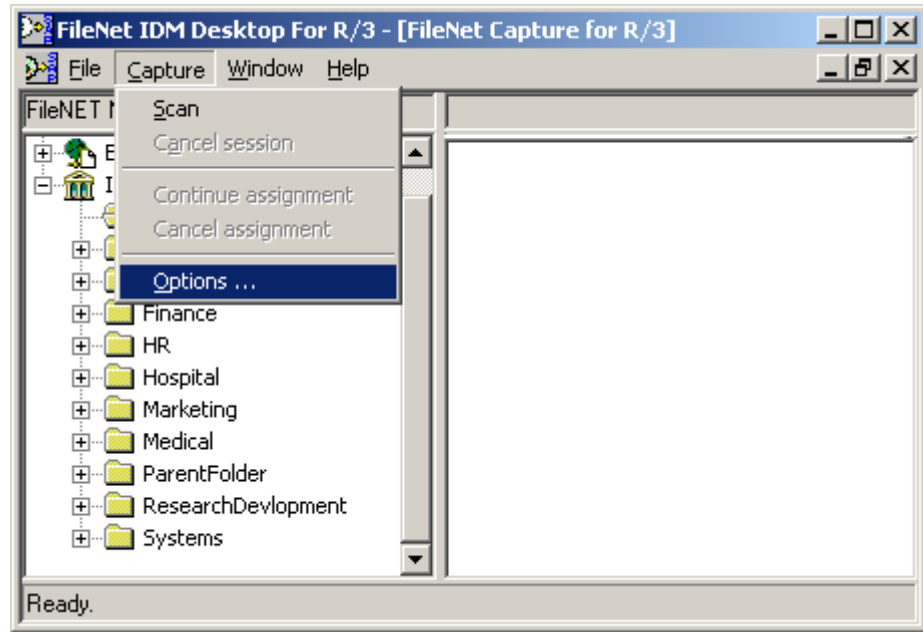 FileNet IDM Desktop For R/3 - [FileNet Capture for R/3]
File Capture Window Help
FileNET
Scan
Cancel session
Continue assignment
Cancel assignment
Options ...
Finance
HR
Hospital
Marketing
Medical
ParentFolder
ResearchDevlopment
Systems
Ready.